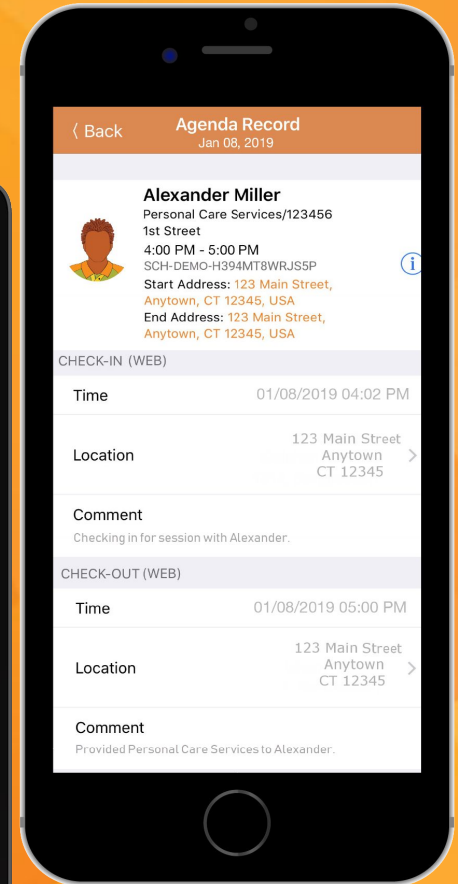 〈 Back
Agenda Record
Jan 08, 2019
Alexander Miller
Personal Care Services/123456
1st Street
4:00 PM - 5:00 PM
SCH-DEMO-H394MT8WRJS5P
i
Start Address: 123 Main Street,
Anytown, CT 12345, USA
End Address: 123 Main Street,
Anytown, CT 12345, USA
CHECK-IN (WEB)
Time 01/08/2019 04:02 PM
Location
123 Main Street
Anytown
CT 12345
Comment
Checking in for session with Alexander.
CHECK-OUT (WEB)
Time 01/08/2019 05:00 PM
Location
123 Main Street
Anytown
CT 12345
Comment
Provided Personal Care Services to Alexander.